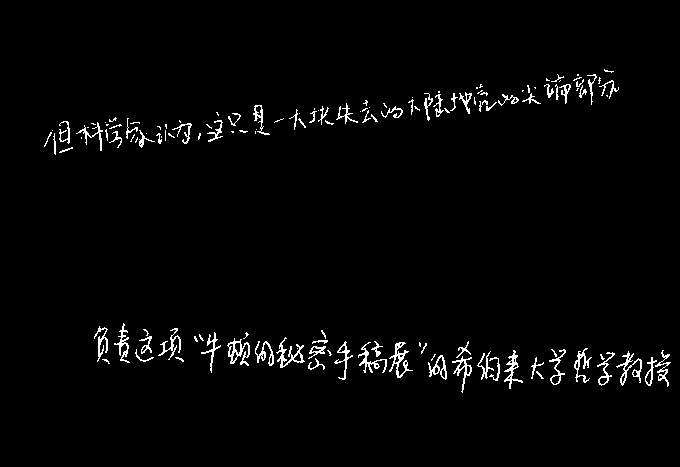 但科学家认为,这只是一大块失去的大陆地壳的尖端部分
负责这项“牛顿的秘密手稿展”的希伯来大学哲学教授